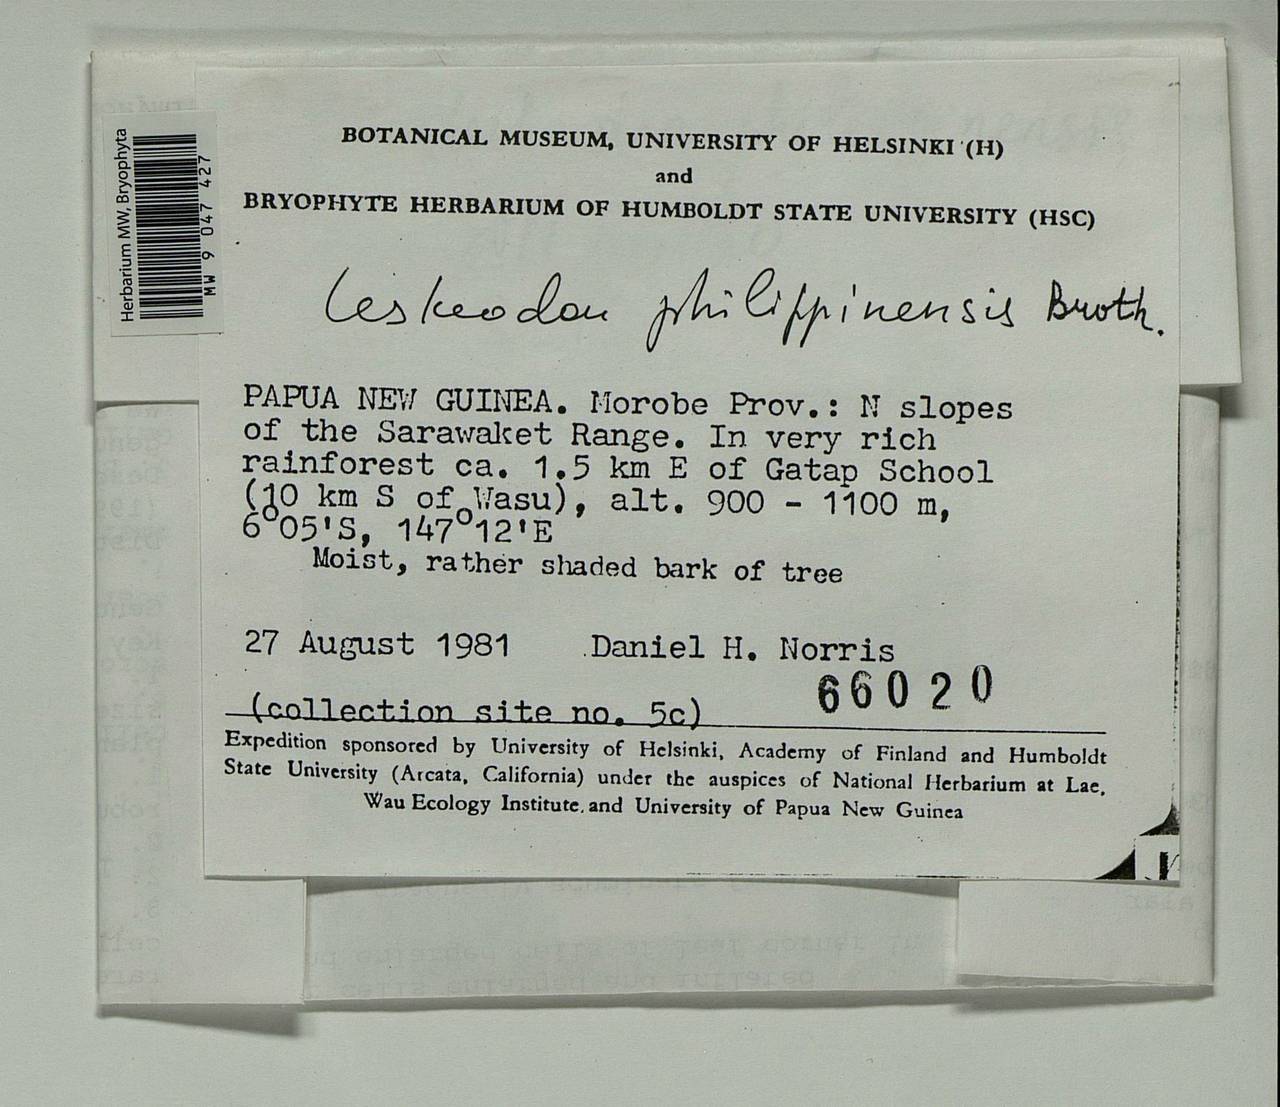 BOTANICAL MUSEUM, UNIVERSITY OF HELSINKI (H)
and
BRYOPHYTE HERBARIUM OF HUMBOLDT STATE UNIVERSITY (HSC)
Herbarium MW, Bryophyta
MW 9 047 427
Leskeodon philippinensis Broth.
PAPUA NEW GUINEA. Morobe Prov.: N slopes
of the Sarawaket Range. In very rich
rainforest ca. 1.5 km E of Gatap School
(10 km S of Wasu), alt. 900 - 1100 m,
6°05'S, 147°12'E
Moist, rather shaded bark of tree
27 August 1981 Daniel H. Norris
66020
(collection site no. 5c)
Expedition sponsored by University of Helsinki, Academy of Finland and Humboldt
State University (Arcata, California) under the auspices of National Herbarium at Lae,
Wau Ecology Institute, and University of Papua New Guinea